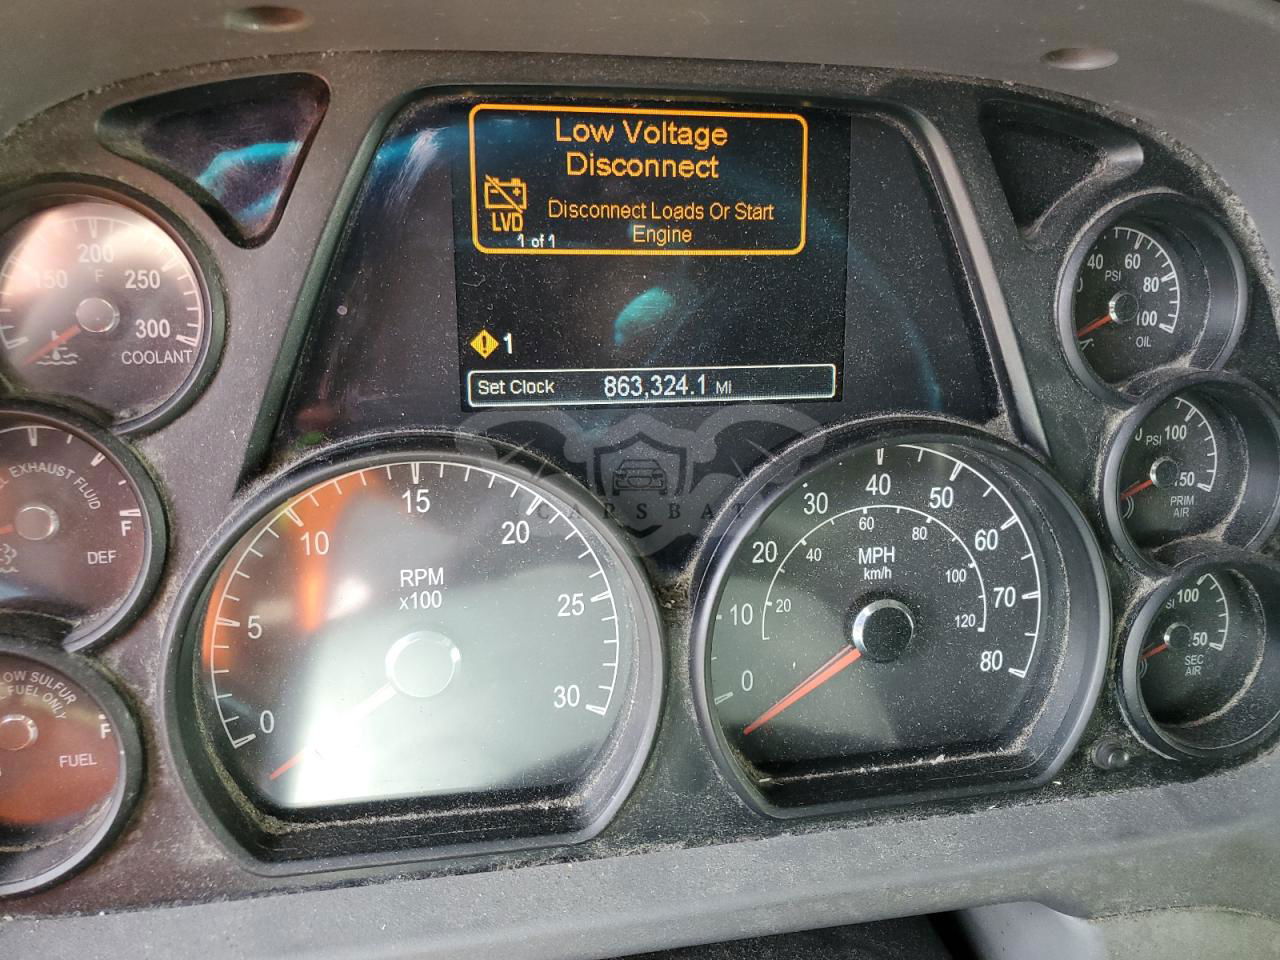 Low Voltage
Disconnect
LVD
Disconnect Loads Or Start
Engine
1 of 1
1
Set Clock 863,324.1 Mi
150 200 250 300
F
COOLANT
EXHAUST FLUID
F
DEF
LOW SULFUR
FUEL ONLY
F
FUEL
0 5 10 15 20 25 30
RPM
x100
0 10 20 30 40 50 60 70 80
20 40 60 80 100 120
MPH
km/h
40 60 80 100
PSI
OIL
PSI 100
PRIM
AIR
100
SEC
AIR
CARSBAT